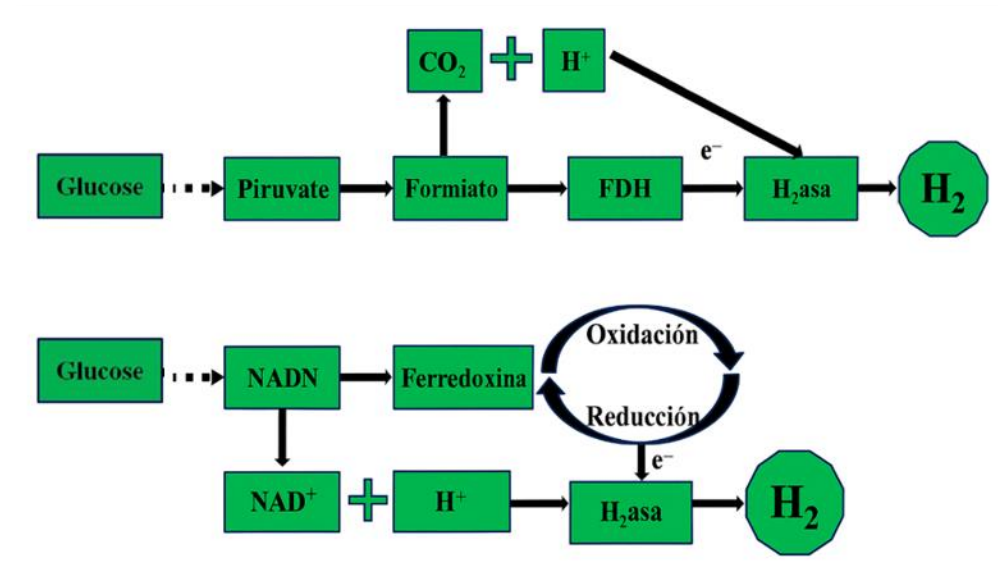 CO₂ + H⁺
Glucose Piruvate Formiato FDH e⁻ H₂asa H₂
Oxidación
Glucose NADN Ferredoxina
Reducción
e⁻
NAD⁺ + H⁺ H₂asa H₂